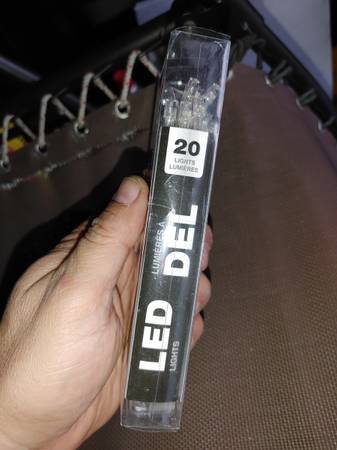 20
LIGHTS
LUMIÈRES
LED
LIGHTS
LUMIÈRES À
DEL